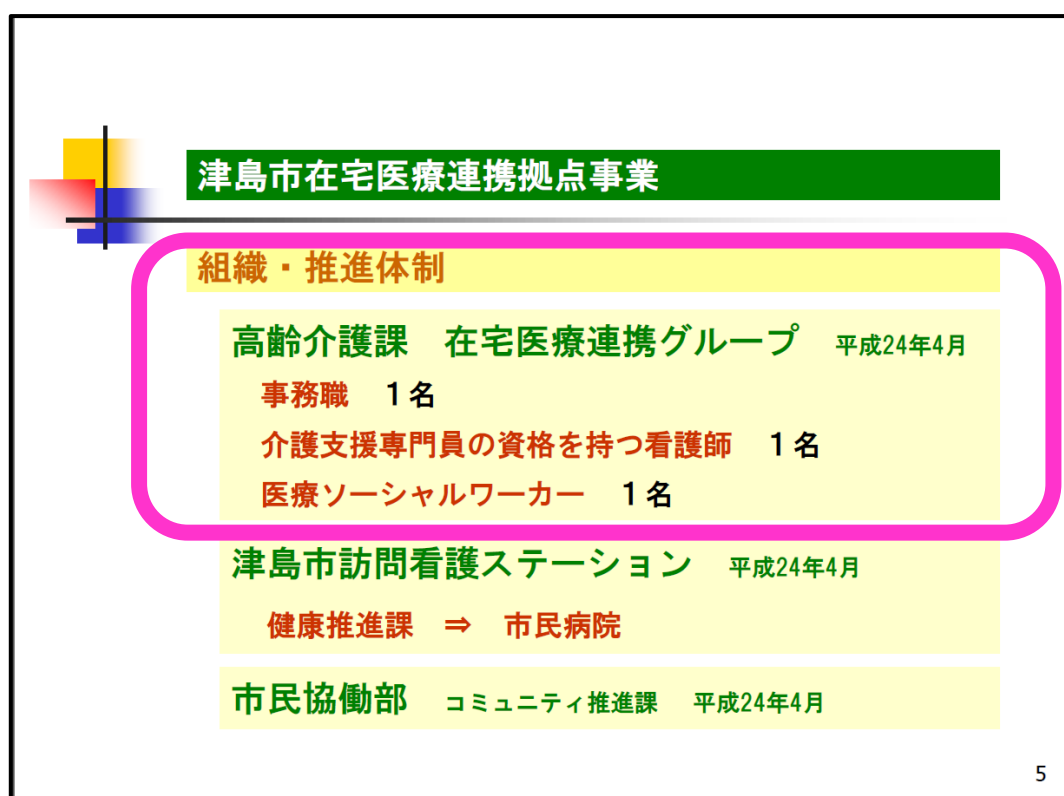 津島市在宅医療連携拠点事業
組織・推進体制
高齢介護課　在宅医療連携グループ　平成24年4月
事務職　１名
介護支援専門員の資格を持つ看護師　１名
医療ソーシャルワーカー　１名
津島市訪問看護ステーション　平成24年4月
健康推進課　⇒　市民病院
市民協働部　コミュニティ推進課　平成24年4月
5